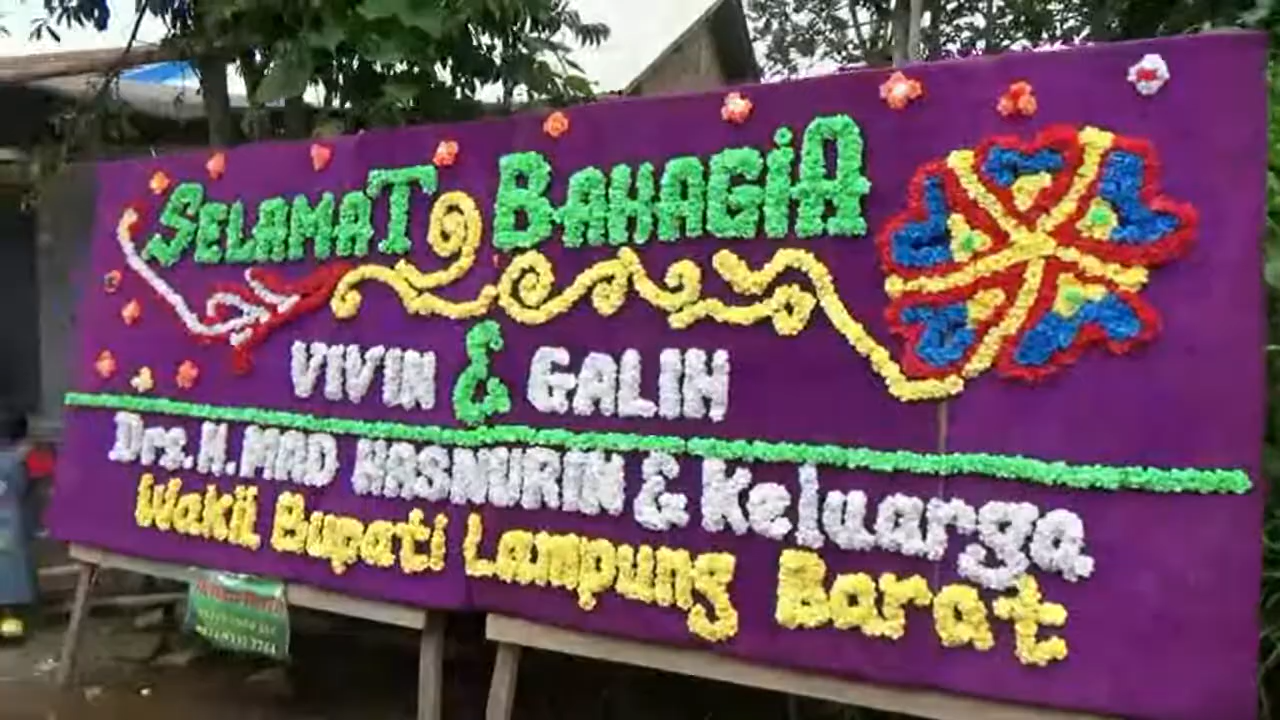 SELAMAT BAHAGIA
VIVIN & GALIH
Drs. H. MAD HASNURIN & Keluarga
Wakil Bupati Lampung Barat